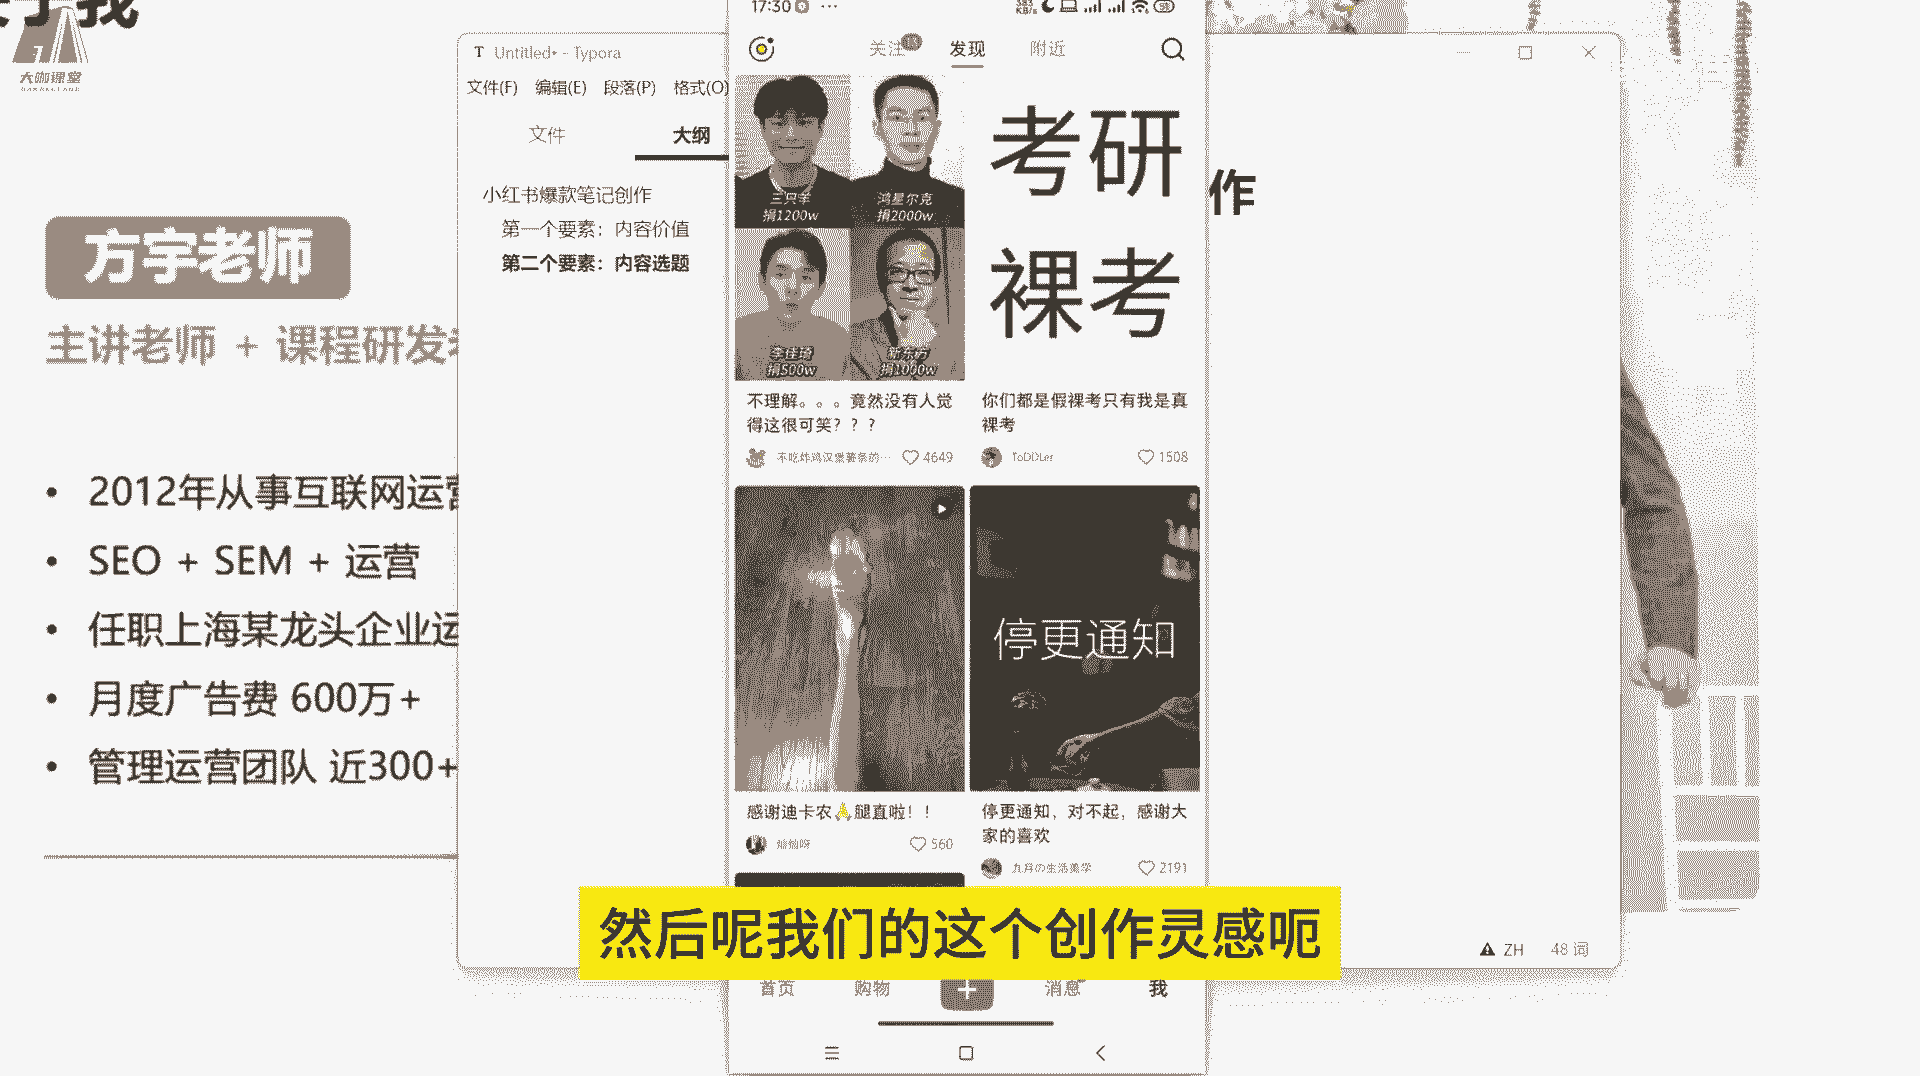 关于我
大咖课堂
方宇老师
主讲老师 + 课程研发老
2012年从事互联网运营
SEO + SEM + 运营
任职上海某龙头企业运
月度广告费 600万+
管理运营团队 近300+
Untitled• - Typora
文件(F) 编辑(E) 段落(P) 格式(O)
文件 大纲
小红书爆款笔记创作
第一个要素：内容价值
第二个要素：内容选题
作
17:30
关注 发现 附近
三只羊
捐1200w
鸿星尔克
捐2000w
李佳琦
捐500w
新东方
捐1000w
考研
裸考
不理解。。。竟然没有人觉
得这很可笑？？？
不吃炸鸡汉堡薯条的… 4649
你们都是假裸考只有我是真
裸考
ToDDLer 1508
感谢迪卡农🙏腿直啦！！
560
停更通知
停更通知，对不起，感谢大
家的喜欢
九月の生活美学 2191
然后呢我们的这个创作灵感呃
首页 购物 消息 我
ZH 48 词